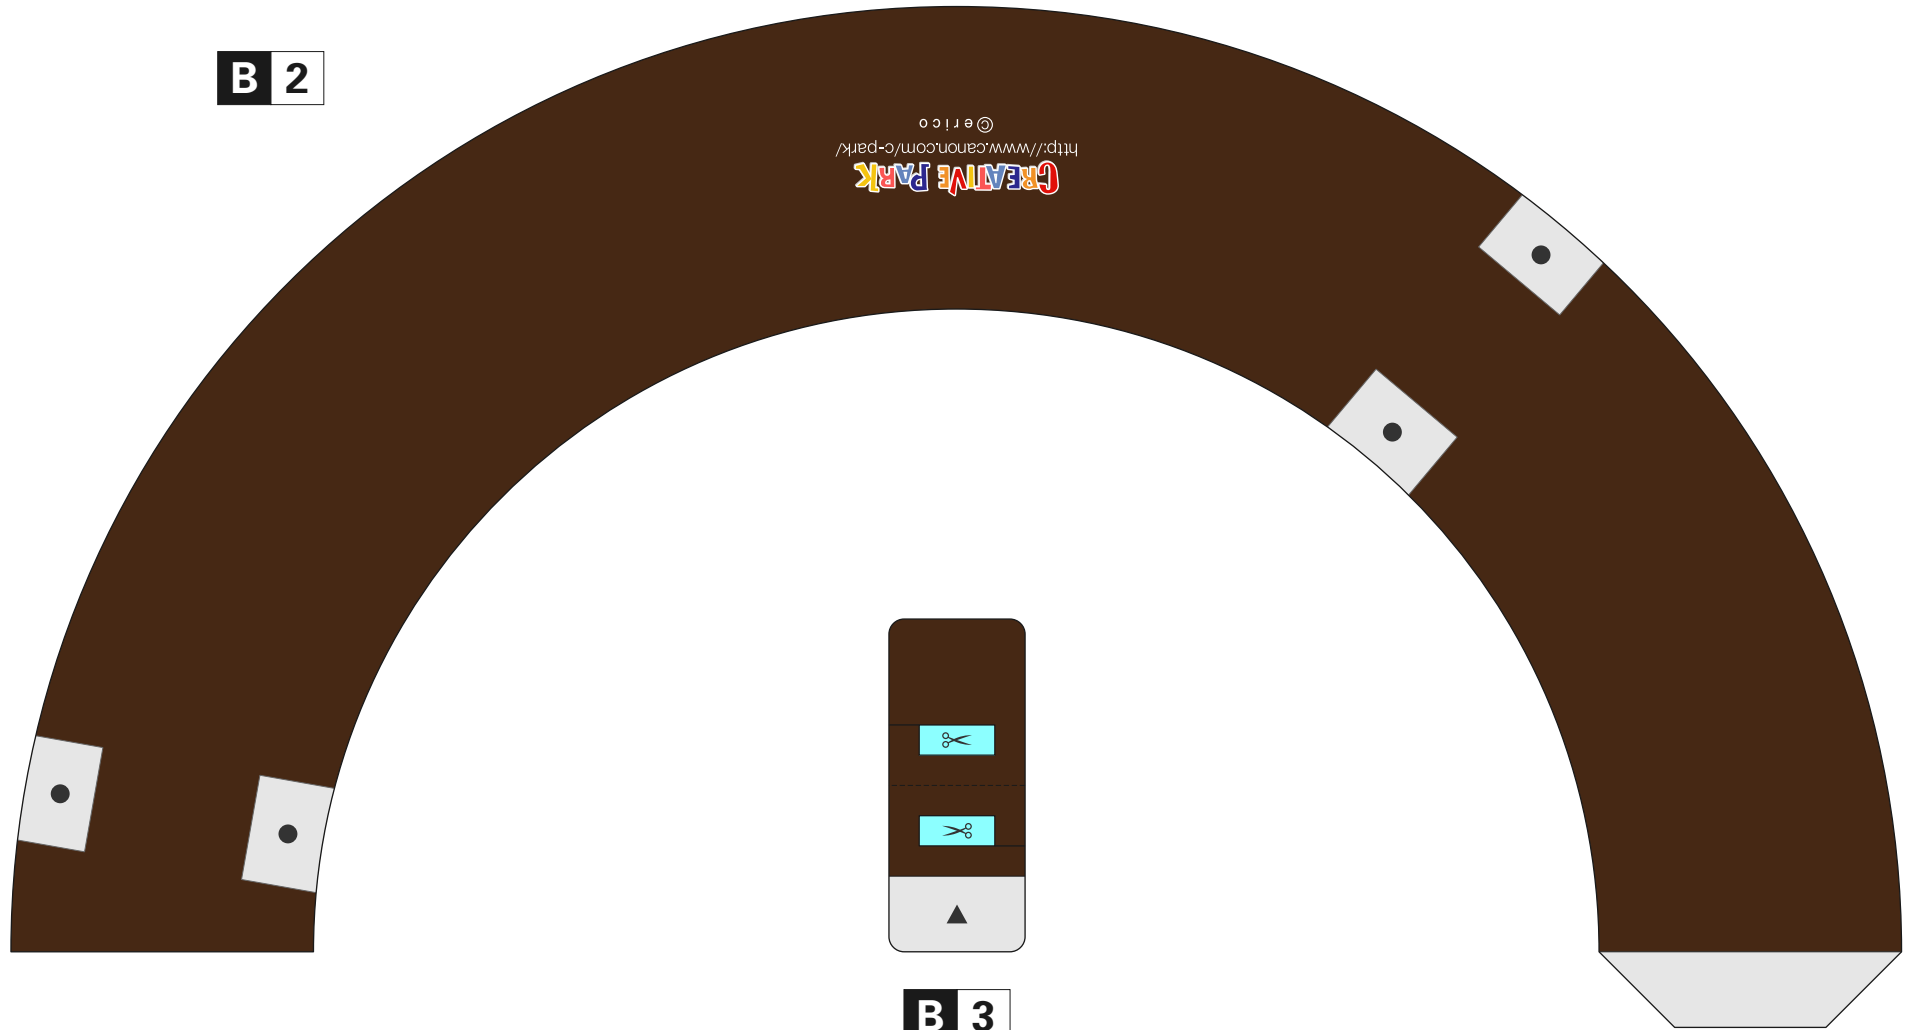 B 2
CREATIVE PARK
http://www.canon.com/c-park/
©erico
B 3